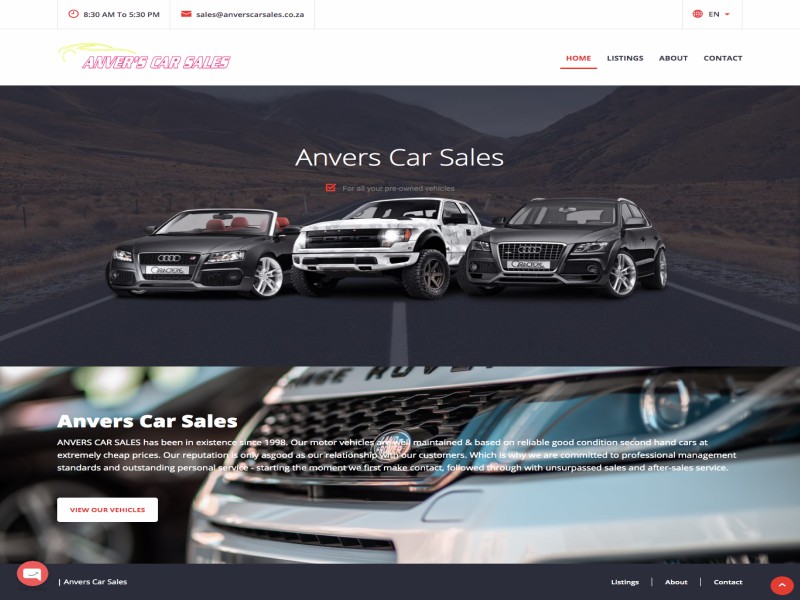 8:30 AM To 5:30 PM
sales@anverscarsales.co.za
EN
ANVER'S CAR SALES
HOME LISTINGS ABOUT CONTACT
Anvers Car Sales
For all your pre-owned vehicles
Anvers Car Sales
ANVERS CAR SALES has been in existence since 1998. Our motor vehicles are well maintained & based on reliable good condition second hand cars at
extremely cheap prices. Our reputation is only asgood as our relationship with our customers. Which is why we are committed to professional management
standards and outstanding personal service - starting the moment we first make contact, followed through with unsurpassed sales and after-sales service.
VIEW OUR VEHICLES
| Anvers Car Sales
Listings | About | Contact